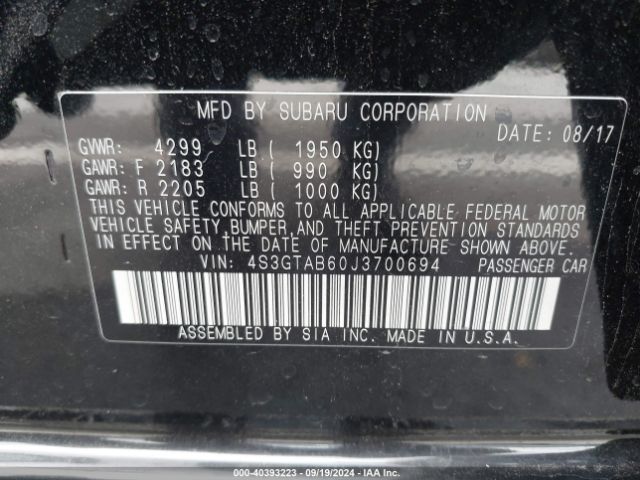 MFD BY SUBARU CORPORATION
DATE: 08/17
GVWR: 4299 LB ( 1950 KG)
GAWR: F 2183 LB ( 990 KG)
GAWR: R 2205 LB ( 1000 KG)
THIS VEHICLE CONFORMS TO ALL APPLICABLE FEDERAL MOTOR
VEHICLE SAFETY, BUMPER, AND THEFT PREVENTION STANDARDS
IN EFFECT ON THE DATE OF MANUFACTURE SHOWN ABOVE.
VIN: 4S3GTAB60J3700694 PASSENGER CAR
ASSEMBLED BY SIA INC. MADE IN U.S.A.
000-40393223 - 09/19/2024 - IAA Inc.